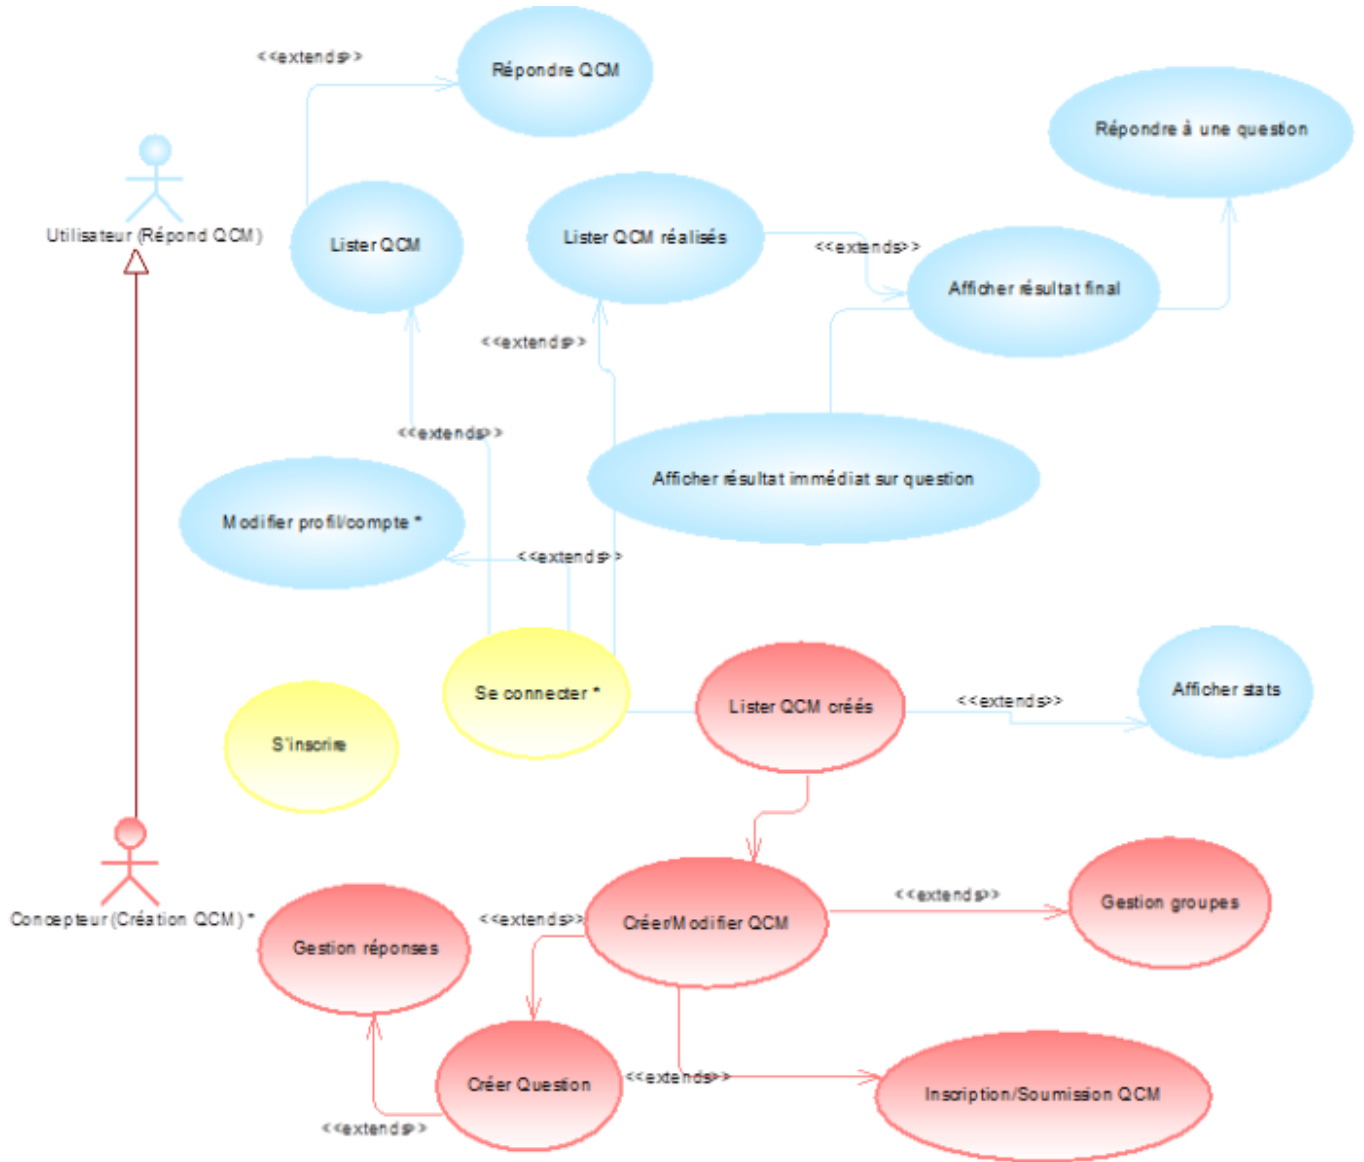 <<extends>>
Répondre QCM
Répondre à une question
Utilisateur (Répond QCM)
Lister QCM
Lister QCM réalisés
<<extends>>
Afficher résultat final
<<extends>>
<<extends>>
Afficher résultat immédiat sur question
Modifier profil/compte *
<<extends>>
Se connecter *
Lister QCM créés
<<extends>>
Afficher stats
S'inscrire
Concepteur (Création QCM) *
Gestion réponses
<<extends>>
Créer/Modifier QCM
<<extends>>
Gestion groupes
Créer Question
<<extends>>
Inscription/Soumission QCM
<<extends>>